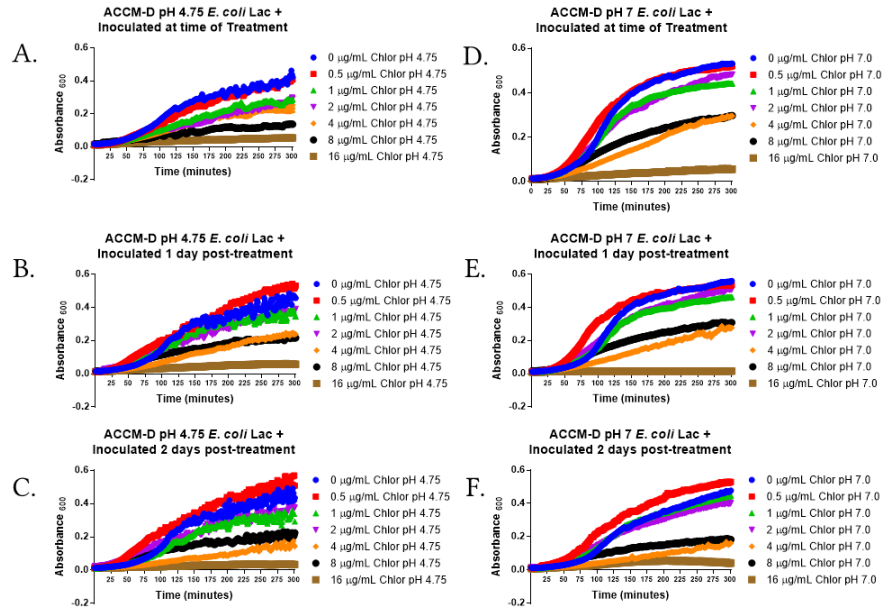 A.
ACCM-D pH 4.75 E. coli Lac +
Inoculated at time of Treatment
Absorbance 600
0.6
0.4
0.2
0.0
-0.2
25 50 75 100 125 150 175 200 225 250 275 300
Time (minutes)
0 µg/mL Chlor pH 4.75
0.5 µg/mL Chlor pH 4.75
1 µg/mL Chlor pH 4.75
2 µg/mL Chlor pH 4.75
4 µg/mL Chlor pH 4.75
8 µg/mL Chlor pH 4.75
16 µg/mL Chlor pH 4.75
D.
ACCM-D pH 7 E. coli Lac +
Inoculated at time of Treatment
Absorbance 600
0.6
0.4
0.2
0.0
0 25 50 75 100 125 150 175 200 225 250 275 300
Time (minutes)
0 µg/mL Chlor pH 7.0
0.5 µg/mL Chlor pH 7.0
1 µg/mL Chlor pH 7.0
2 µg/mL Chlor pH 7.0
4 µg/mL Chlor pH 7.0
8 µg/mL Chlor pH 7.0
16 µg/mL Chlor pH 7.0
B.
ACCM-D pH 4.75 E. coli Lac +
Inoculated 1 day post-treatment
Absorbance 600
0.6
0.4
0.2
0.0
-0.2
25 50 75 100 125 150 175 200 225 250 275 300
Time (minutes)
0 µg/mL Chlor pH 4.75
0.5 µg/mL Chlor pH 4.75
1 µg/mL Chlor pH 4.75
2 µg/mL Chlor pH 4.75
4 µg/mL Chlor pH 4.75
8 µg/mL Chlor pH 4.75
16 µg/mL Chlor pH 4.75
E.
ACCM-D pH 7 E. coli Lac +
Inoculated 1 day post-treatment
Absorbance 600
0.6
0.4
0.2
0.0
-0.2
25 50 75 100 125 150 175 200 225 250 275 300
Time (minutes)
0 µg/mL Chlor pH 7.0
0.5 µg/mL Chlor pH 7.0
1 µg/mL Chlor pH 7.0
2 µg/mL Chlor pH 7.0
4 µg/mL Chlor pH 7.0
8 µg/mL Chlor pH 7.0
16 µg/mL Chlor pH 7.0
C.
ACCM-D pH 4.75 E. coli Lac +
Inoculated 2 days post-treatment
Absorbance 600
0.6
0.4
0.2
0.0
-0.2
25 50 75 100 125 150 175 200 225 250 275 300
Time (minutes)
0 µg/mL Chlor pH 4.75
0.5 µg/mL Chlor pH 4.75
1 µg/mL Chlor pH 4.75
2 µg/mL Chlor pH 4.75
4 µg/mL Chlor pH 4.75
8 µg/mL Chlor pH 4.75
16 µg/mL Chlor pH 4.75
F.
ACCM-D pH 7 E. coli Lac +
Inoculated 2 days post-treatment
Absorbance 600
0.6
0.4
0.2
0.0
-0.2
25 50 75 100 125 150 175 200 225 250 275 300
Time (minutes)
0 µg/mL Chlor pH 7.0
0.5 µg/mL Chlor pH 7.0
1 µg/mL Chlor pH 7.0
2 µg/mL Chlor pH 7.0
4 µg/mL Chlor pH 7.0
8 µg/mL Chlor pH 7.0
16 µg/mL Chlor pH 7.0